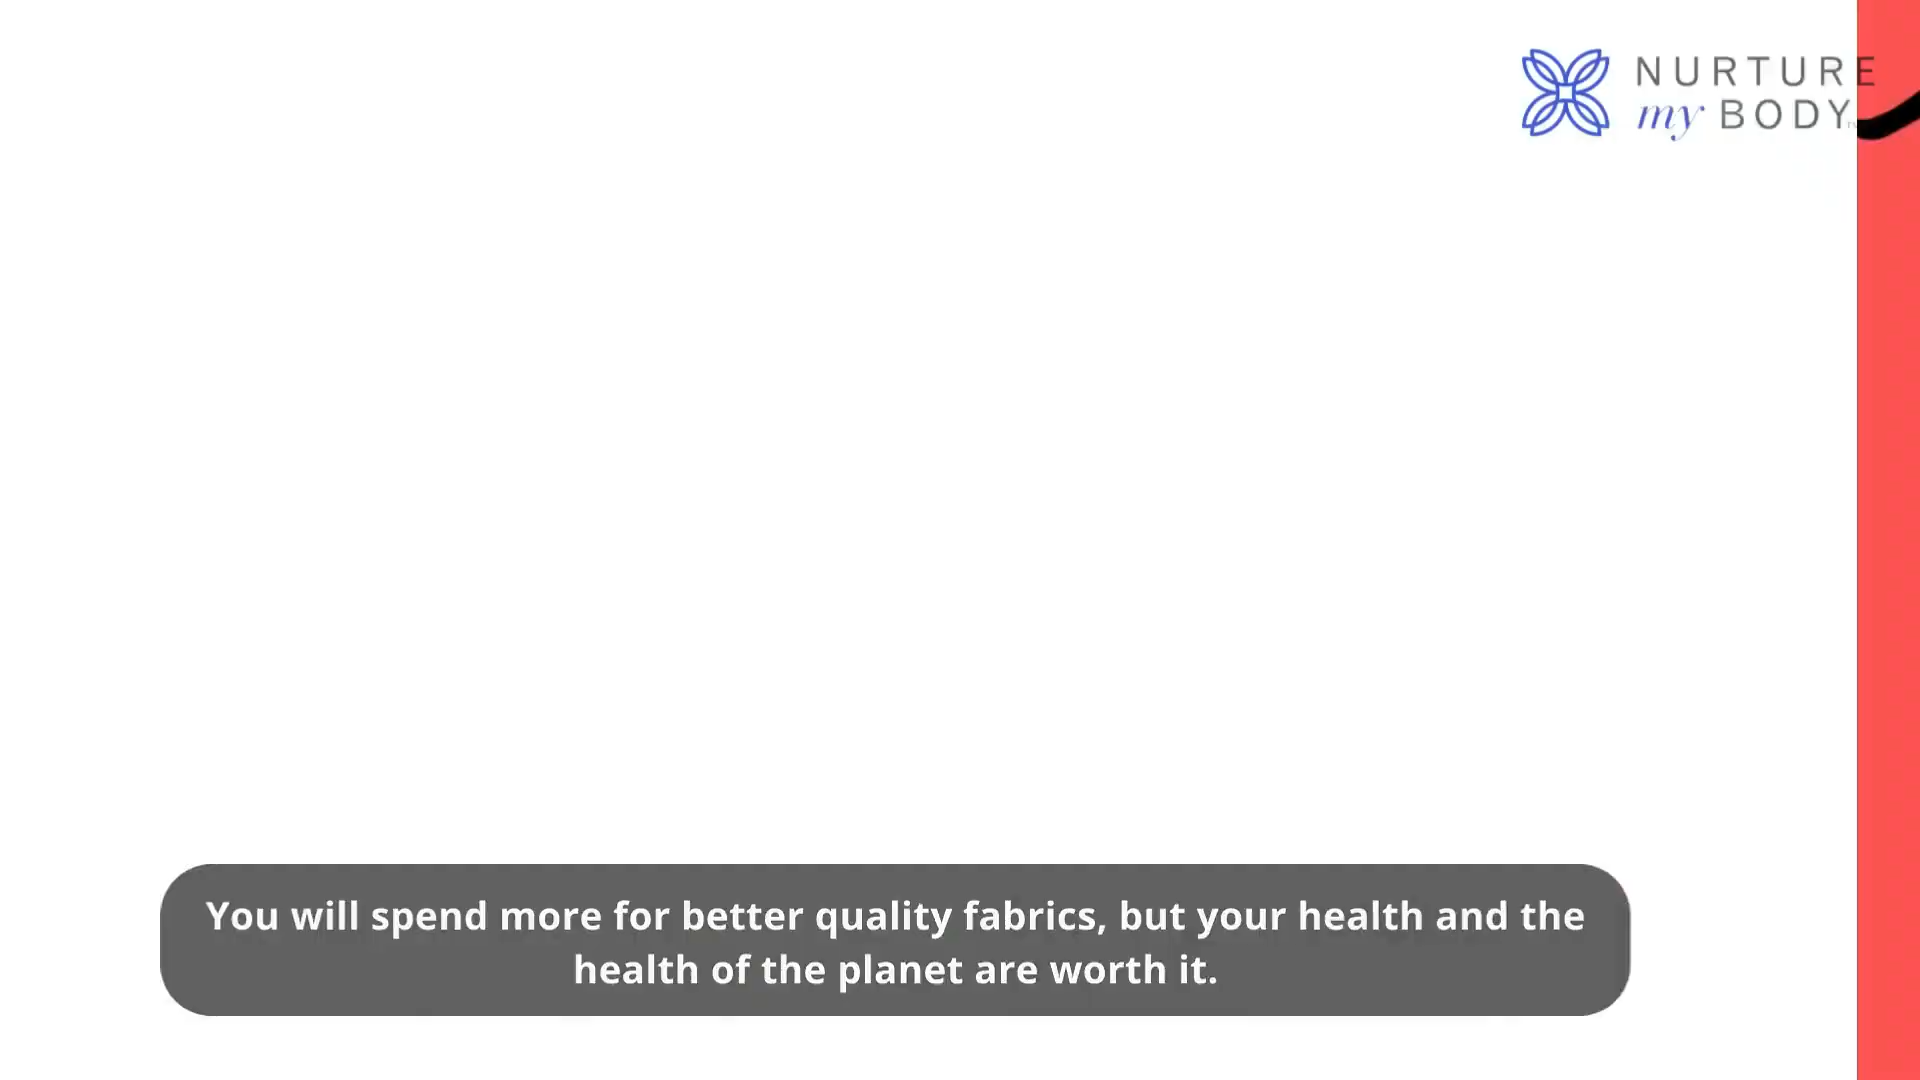 NURTURE
my BODY
You will spend more for better quality fabrics, but your health and the
health of the planet are worth it.